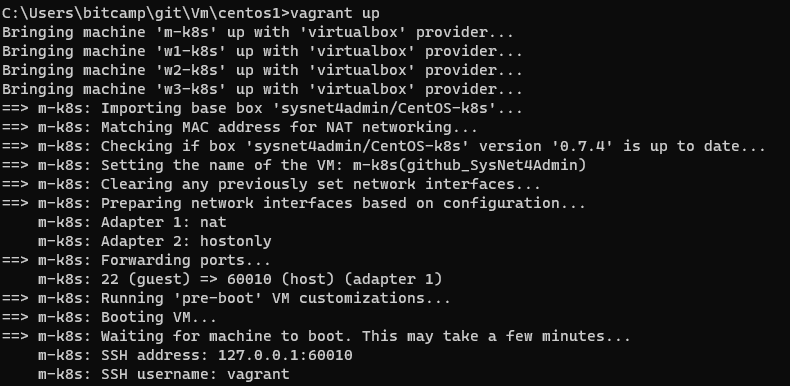 C:\Users\bitcamp\git\Vm\centos1>vagrant up
Bringing machine 'm-k8s' up with 'virtualbox' provider...
Bringing machine 'w1-k8s' up with 'virtualbox' provider...
Bringing machine 'w2-k8s' up with 'virtualbox' provider...
Bringing machine 'w3-k8s' up with 'virtualbox' provider...
==> m-k8s: Importing base box 'sysnet4admin/CentOS-k8s'...
==> m-k8s: Matching MAC address for NAT networking...
==> m-k8s: Checking if box 'sysnet4admin/CentOS-k8s' version '0.7.4' is up to date...
==> m-k8s: Setting the name of the VM: m-k8s(github_SysNet4Admin)
==> m-k8s: Clearing any previously set network interfaces...
==> m-k8s: Preparing network interfaces based on configuration...
    m-k8s: Adapter 1: nat
    m-k8s: Adapter 2: hostonly
==> m-k8s: Forwarding ports...
    m-k8s: 22 (guest) => 60010 (host) (adapter 1)
==> m-k8s: Running 'pre-boot' VM customizations...
==> m-k8s: Booting VM...
==> m-k8s: Waiting for machine to boot. This may take a few minutes...
    m-k8s: SSH address: 127.0.0.1:60010
    m-k8s: SSH username: vagrant